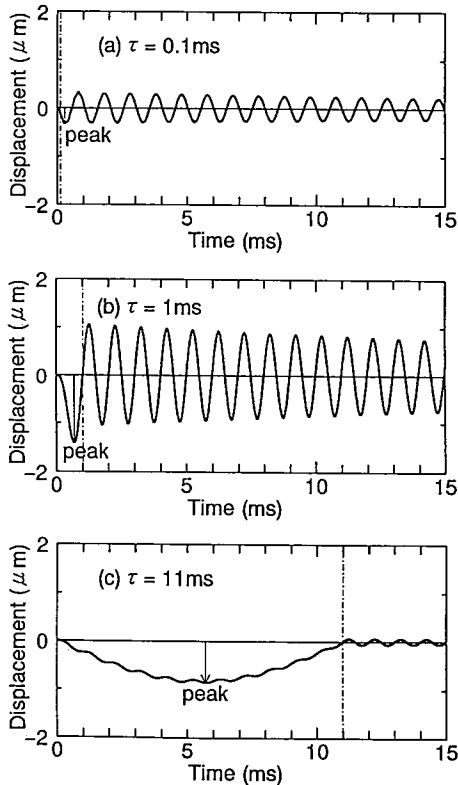 2
(a) τ = 0.1ms
Displacement (μm)
0
peak
−2
0 5 10 15
Time (ms)
2
(b) τ = 1ms
Displacement (μm)
0
peak
−2
0 5 10 15
Time (ms)
2
(c) τ = 11ms
Displacement (μm)
0
peak
−2
0 5 10 15
Time (ms)